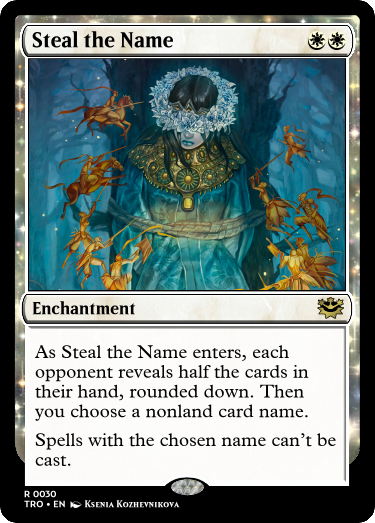 Steal the Name
Enchantment
As Steal the Name enters, each
opponent reveals half the cards in
their hand, rounded down. Then
you choose a nonland card name.
Spells with the chosen name can't be
cast.
R 0030
TRO • EN Ksenia Kozhevnikova